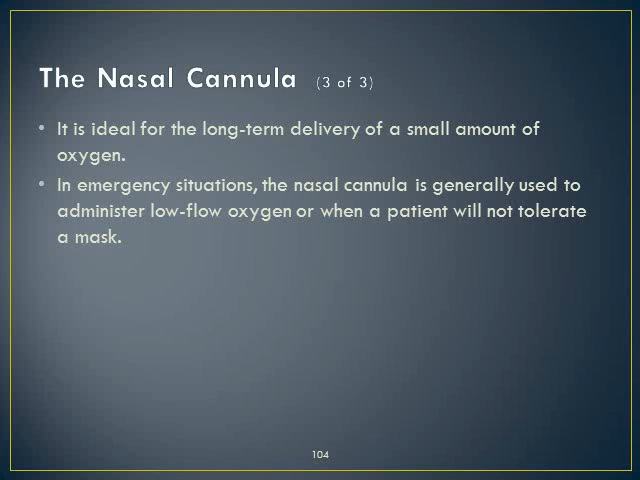 The Nasal Cannula (3 of 3)
• It is ideal for the long-term delivery of a small amount of
oxygen.
• In emergency situations, the nasal cannula is generally used to
administer low-flow oxygen or when a patient will not tolerate
a mask.
104